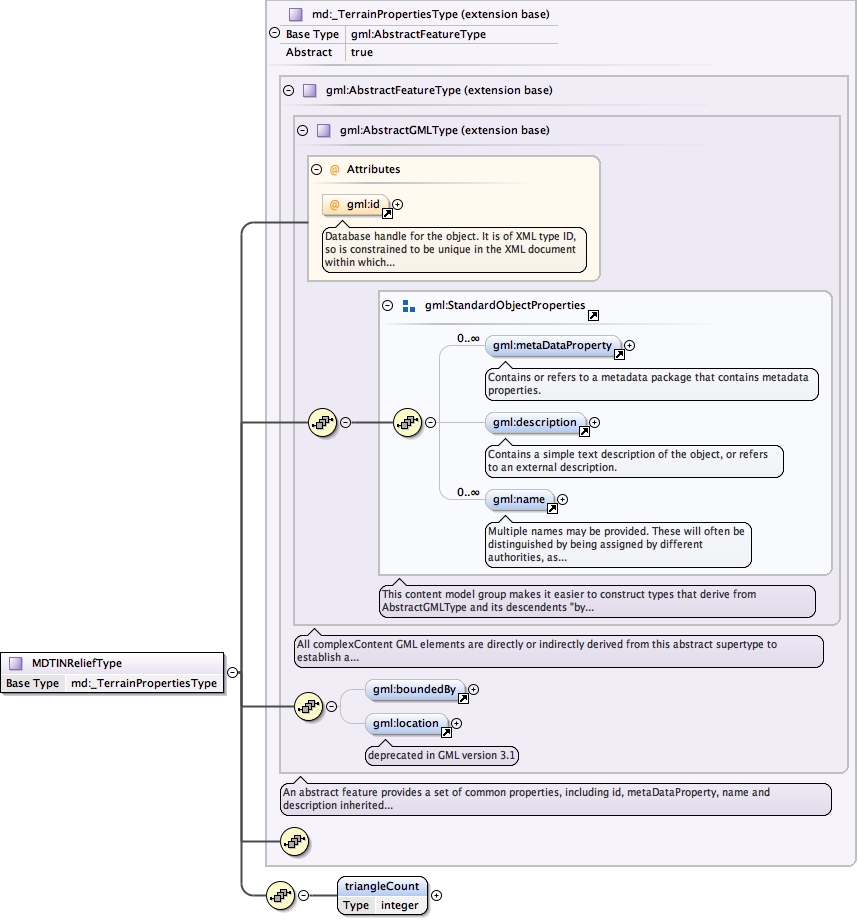 md:_TerrainPropertiesType (extension base)
Base Type gml:AbstractFeatureType
Abstract true
gml:AbstractFeatureType (extension base)
gml:AbstractGMLType (extension base)
@ Attributes
@ gml:id
Database handle for the object. It is of XML type ID,
so is constrained to be unique in the XML document
within which...
gml:StandardObjectProperties
0..∞
gml:metaDataProperty
Contains or refers to a metadata package that contains metadata
properties.
gml:description
Contains a simple text description of the object, or refers
to an external description.
0..∞
gml:name
Multiple names may be provided. These will often be
distinguished by being assigned by different
authorities, as...
This content model group makes it easier to construct types that derive from
AbstractGMLType and its descendents "by...
All complexContent GML elements are directly or indirectly derived from this abstract supertype to
establish a...
MDTINReliefType
Base Type md:_TerrainPropertiesType
gml:boundedBy
gml:location
deprecated in GML version 3.1
An abstract feature provides a set of common properties, including id, metaDataProperty, name and
description inherited...
triangleCount
Type integer